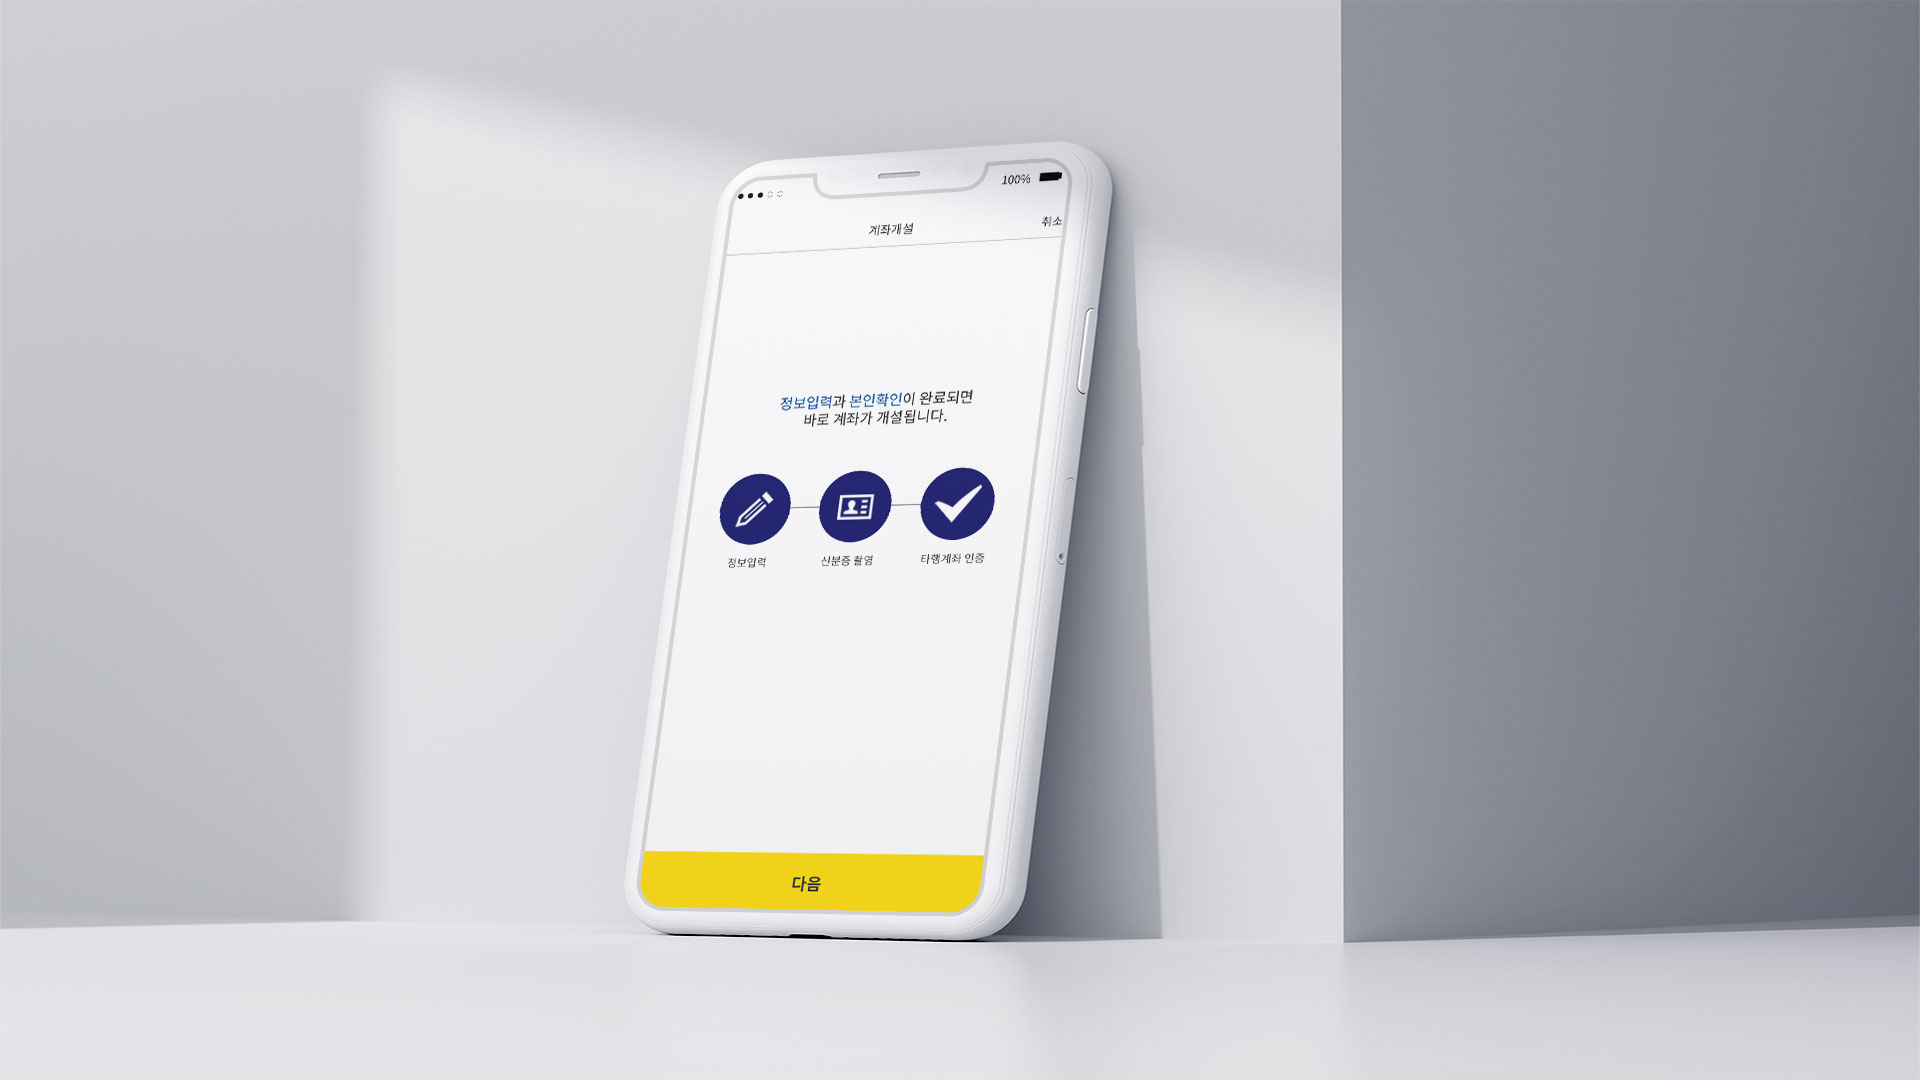 100%
계좌개설
취소
정보입력과 본인확인이 완료되면
바로 계좌가 개설됩니다.
정보입력
신분증 촬영
타행계좌 인증
다음